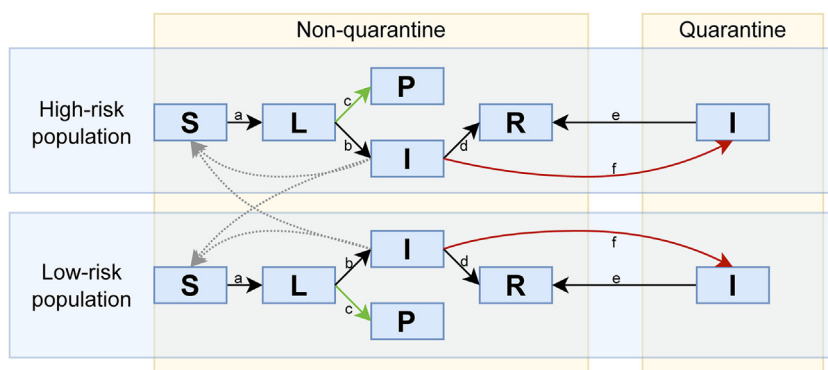 Non-quarantine
Quarantine
High-risk
population
S
a
L
c
P
b
I
d
R
e
I
f
Low-risk
population
S
a
L
b
I
c
P
d
R
e
I
f